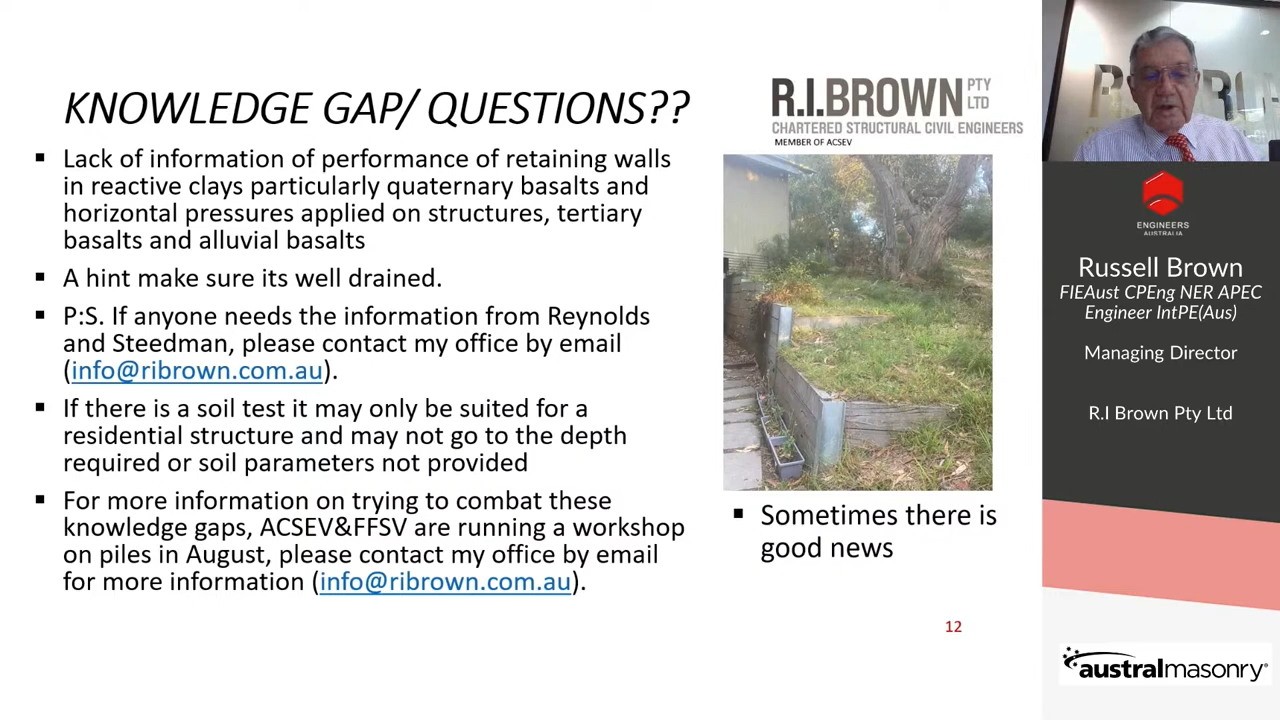 KNOWLEDGE GAP/ QUESTIONS??
▪ Lack of information of performance of retaining walls
in reactive clays particularly quaternary basalts and
horizontal pressures applied on structures, tertiary
basalts and alluvial basalts
▪ A hint make sure its well drained.
▪ P:S. If anyone needs the information from Reynolds
and Steedman, please contact my office by email
(info@ribrown.com.au).
▪ If there is a soil test it may only be suited for a
residential structure and may not go to the depth
required or soil parameters not provided
▪ For more information on trying to combat these
knowledge gaps, ACSEV&FFSV are running a workshop
on piles in August, please contact my office by email
for more information (info@ribrown.com.au).
R.I.BROWN PTY
LTD
CHARTERED STRUCTURAL CIVIL ENGINEERS
MEMBER OF ACSEV
▪ Sometimes there is
good news
12
ENGINEERS
AUSTRALIA
Russell Brown
FIEAust CPEng NER APEC
Engineer IntPE(Aus)
Managing Director
R.I Brown Pty Ltd
australmasonry®